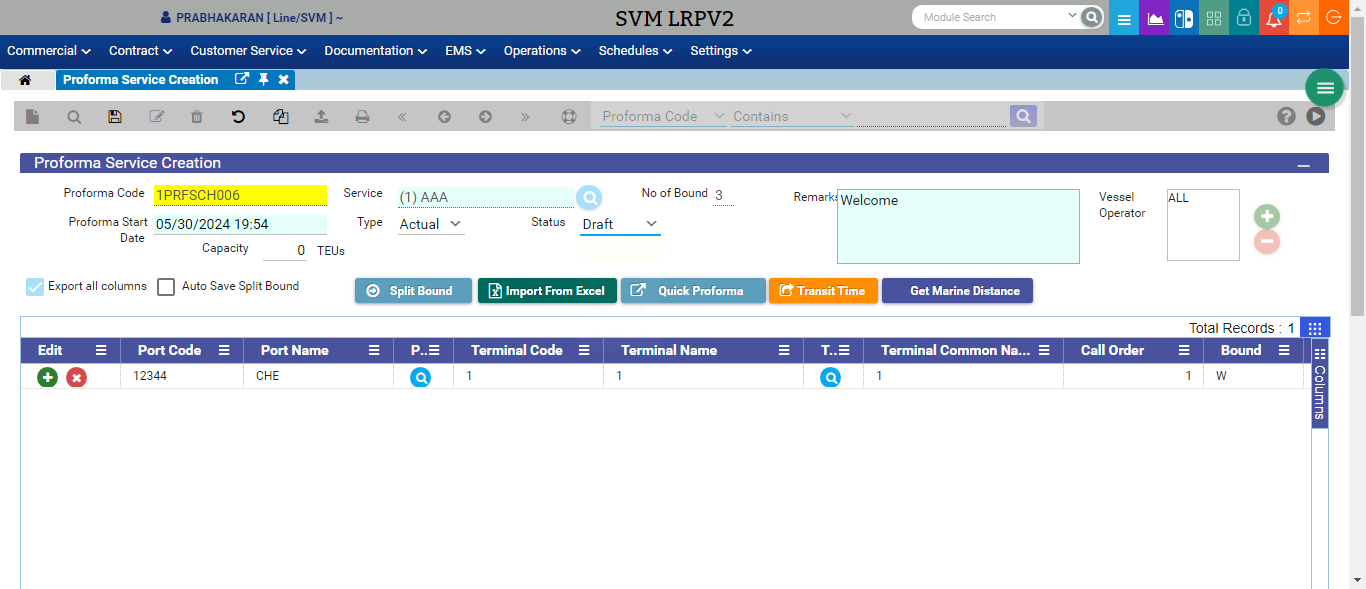 PRABHAKARAN [ Line/SVM ] ~
SVM LRPV2
Module Search
0
Commercial Contract Customer Service Documentation EMS Operations Schedules Settings
Proforma Service Creation
Proforma Code Contains
Proforma Service Creation
Proforma Code 1PRFSCH006 Service (1) AAA No of Bound 3 Remarks Welcome Vessel Operator ALL
Proforma Start Date 05/30/2024 19:54 Type Actual Status Draft
Capacity 0 TEUs
Export all columns Auto Save Split Bound Split Bound Import From Excel Quick Proforma Transit Time Get Marine Distance
Total Records : 1
Edit Port Code Port Name P.. Terminal Code Terminal Name T.. Terminal Common Na... Call Order Bound
12344 CHE 1 1 1 1 W
Columns